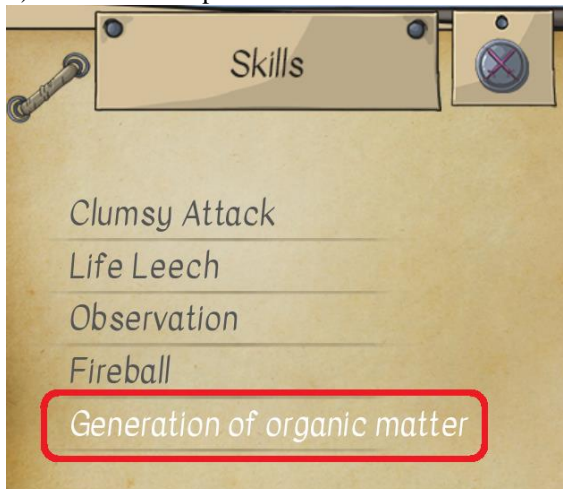 Skills
Clumsy Attack
Life Leech
Observation
Fireball
Generation of organic matter